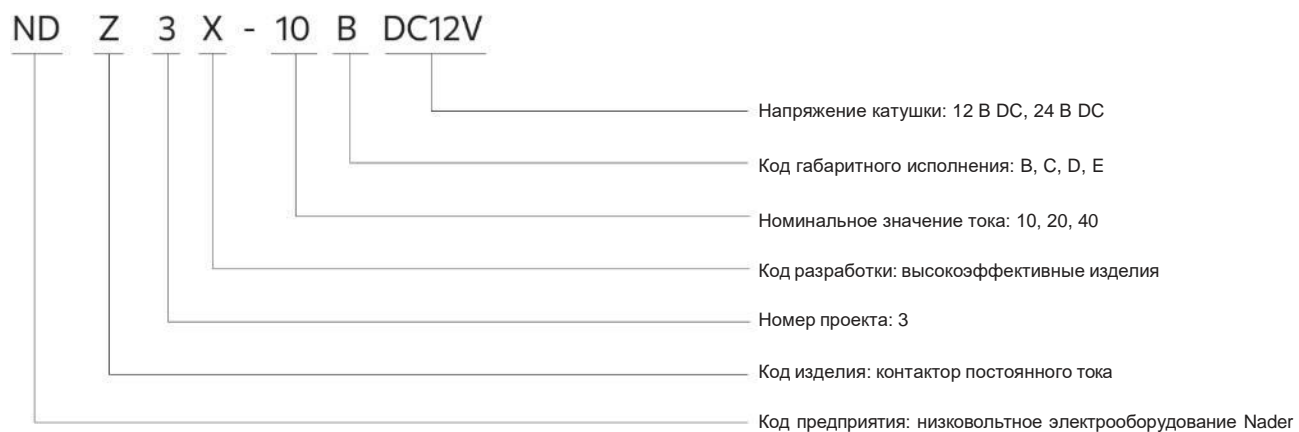 ND Z 3 X - 10 B DC12V
Напряжение катушки: 12 В DC, 24 В DC
Код габаритного исполнения: B, C, D, E
Номинальное значение тока: 10, 20, 40
Код разработки: высокоэффективные изделия
Номер проекта: 3
Код изделия: контактор постоянного тока
Код предприятия: низковольтное электрооборудование Nader